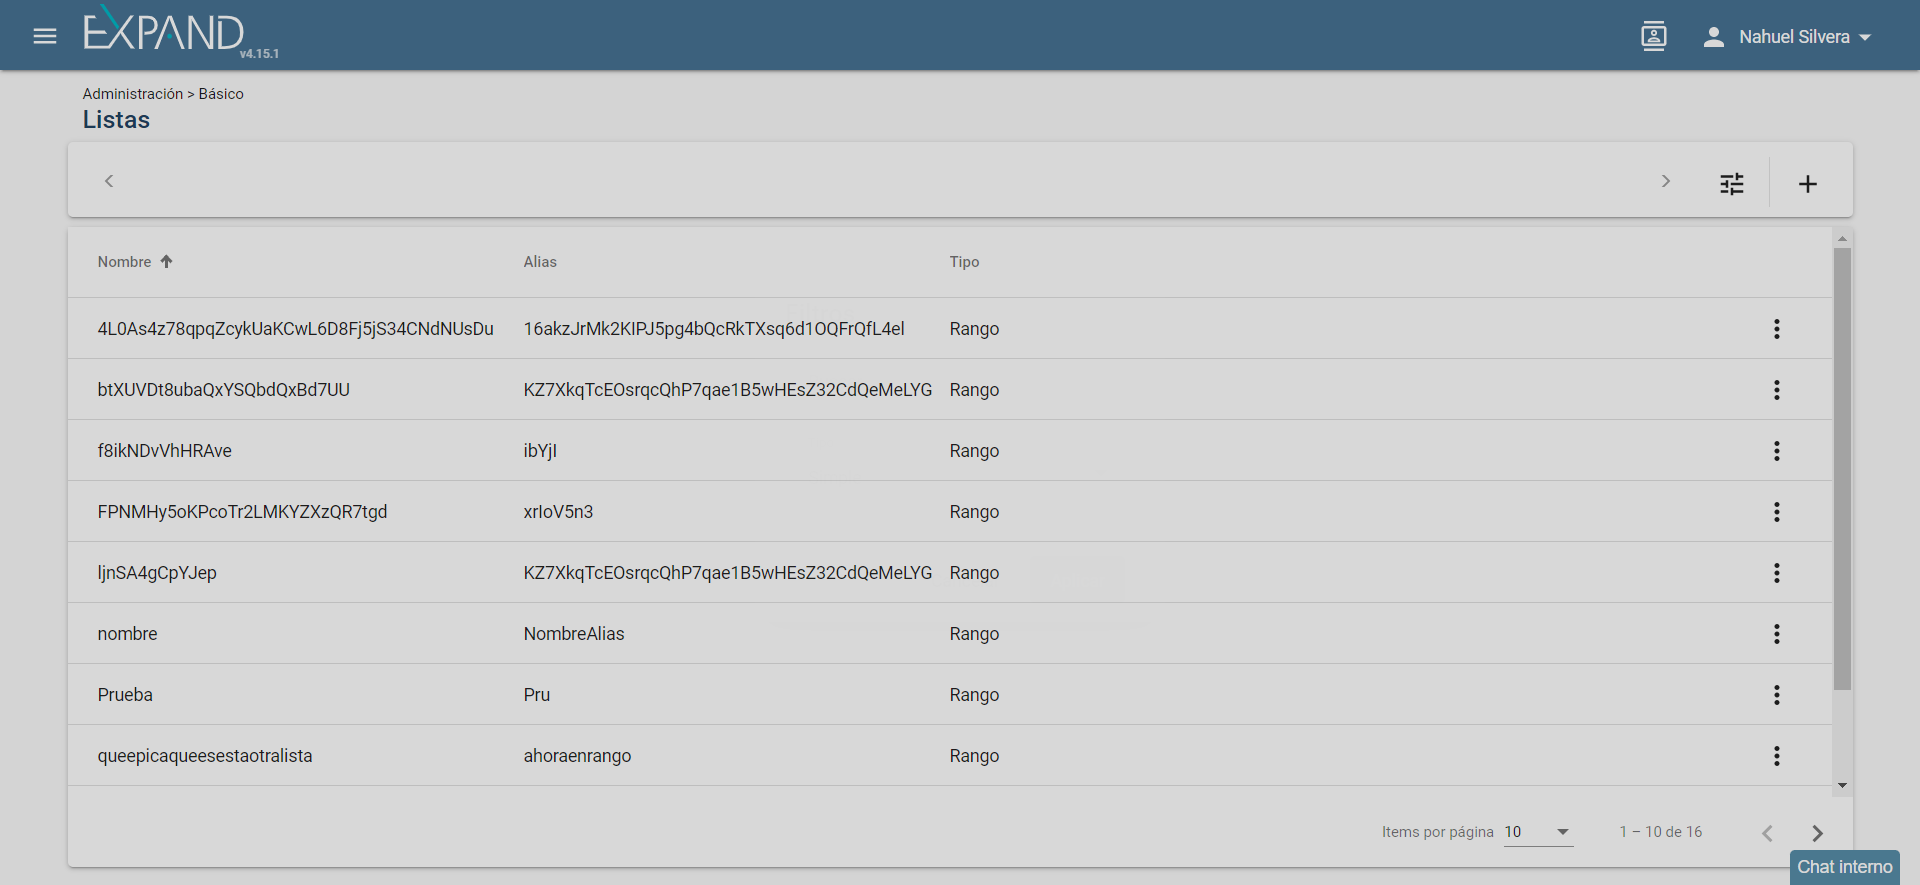 EXPAND
v4.15.1
Nahuel Silvera
Administración > Básico
Listas
Nombre Alias Tipo
4L0As4z78qpqZcykUaKCwL6D8Fj5jS34CNdNUsDu 16akzJrMk2KIPJ5pg4bQcRkTXsq6d1OQFrQfL4el Rango
btXUVDt8ubaQxYSQbdQxBd7UU KZ7XkqTcEOsrqcQhP7qae1B5wHEsZ32CdQeMeLYG Rango
f8ikNDvVhHRAve ibYjI Rango
FPNMHy5oKPcoTr2LMKYZXzQR7tgd xrIoV5n3 Rango
ljnSA4gCpYJep KZ7XkqTcEOsrqcQhP7qae1B5wHEsZ32CdQeMeLYG Rango
nombre NombreAlias Rango
Prueba Pru Rango
queepicaqueesestaotralista ahoraenrango Rango
Items por página 10 1 – 10 de 16
Chat interno